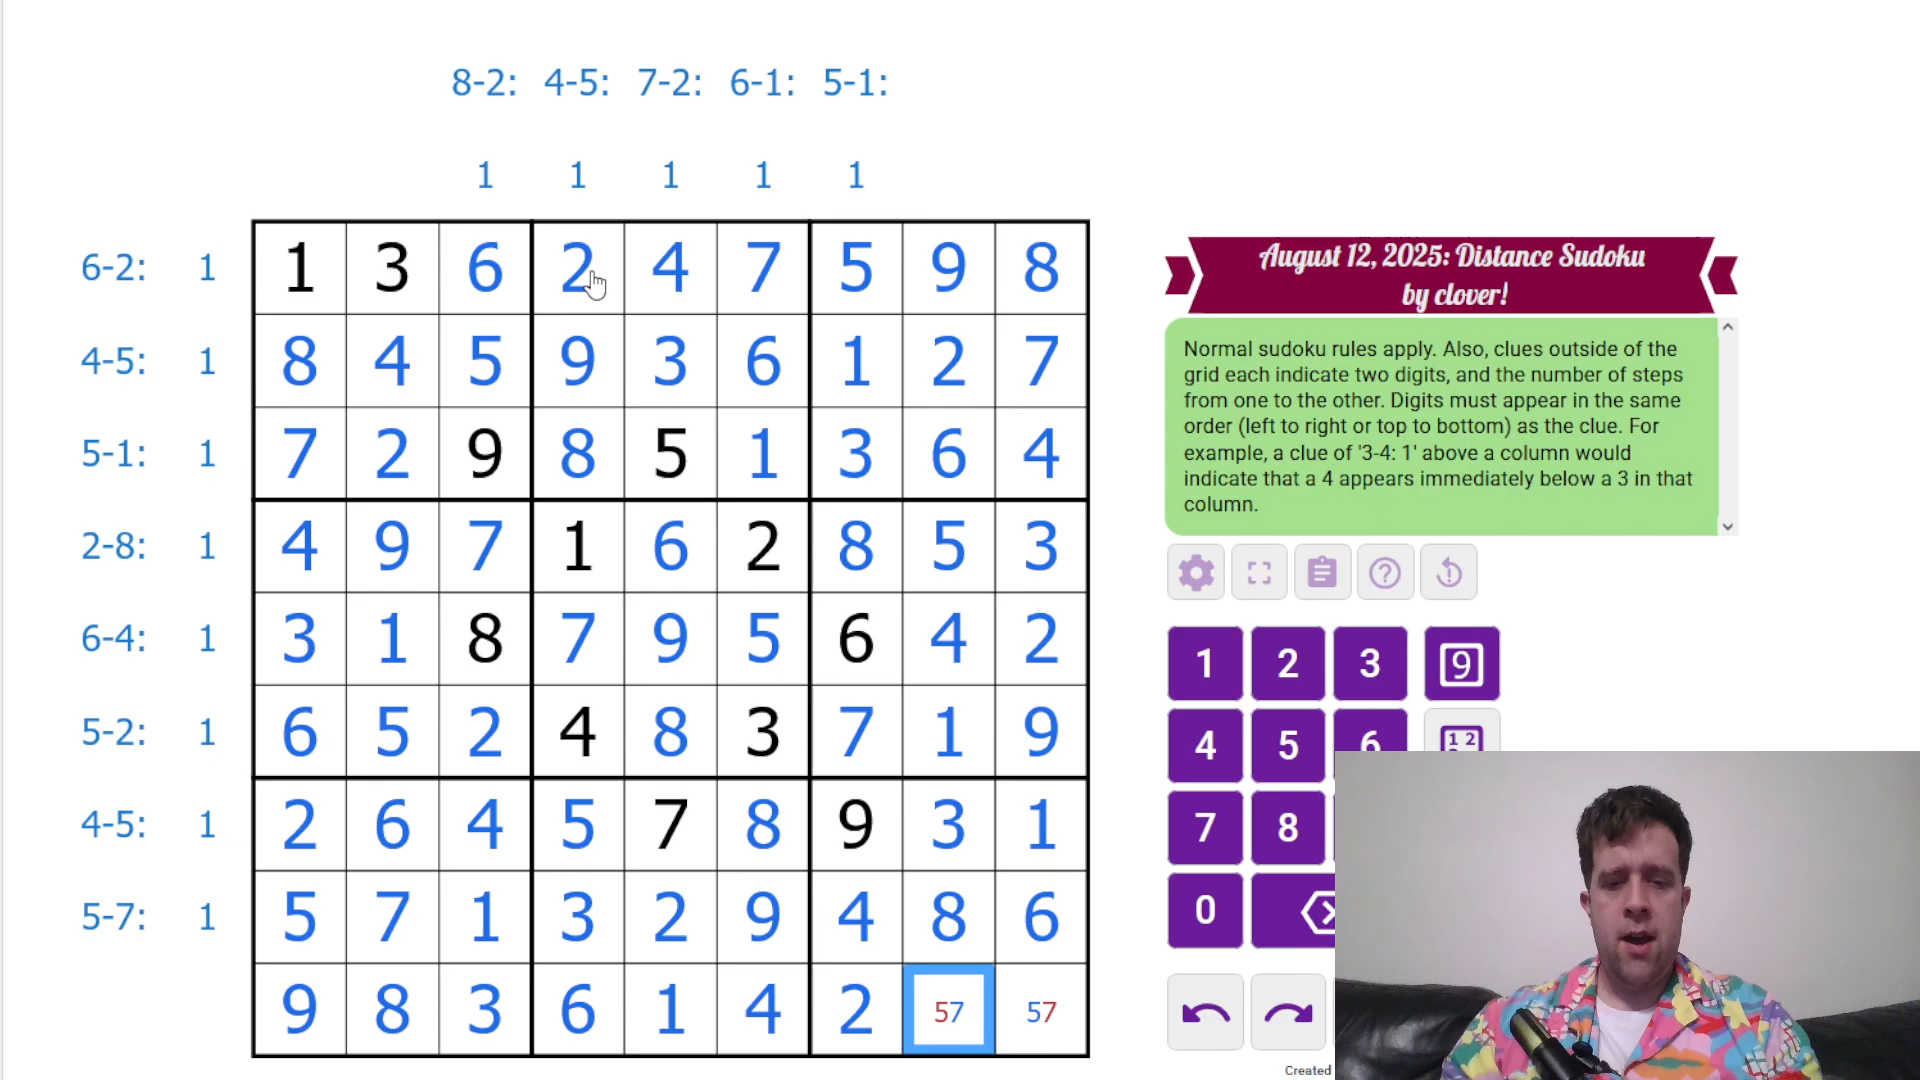 8-2: 4-5: 7-2: 6-1: 5-1:
1 1 1 1 1
6-2: 1 1 3 6 2 4 7 5 9 8
4-5: 1 8 4 5 9 3 6 1 2 7
5-1: 1 7 2 9 8 5 1 3 6 4
2-8: 1 4 9 7 1 6 2 8 5 3
6-4: 1 3 1 8 7 9 5 6 4 2
5-2: 1 6 5 2 4 8 3 7 1 9
4-5: 1 2 6 4 5 7 8 9 3 1
5-7: 1 5 7 1 3 2 9 4 8 6
9 8 3 6 1 4 2 57 57
August 12, 2025: Distance Sudoku
by clover!
Normal sudoku rules apply. Also, clues outside of the
grid each indicate two digits, and the number of steps
from one to the other. Digits must appear in the same
order (left to right or top to bottom) as the clue. For
example, a clue of '3-4: 1' above a column would
indicate that a 4 appears immediately below a 3 in that
column.
1 2 3 9
4 5 6 1 2
7 8
0
Created